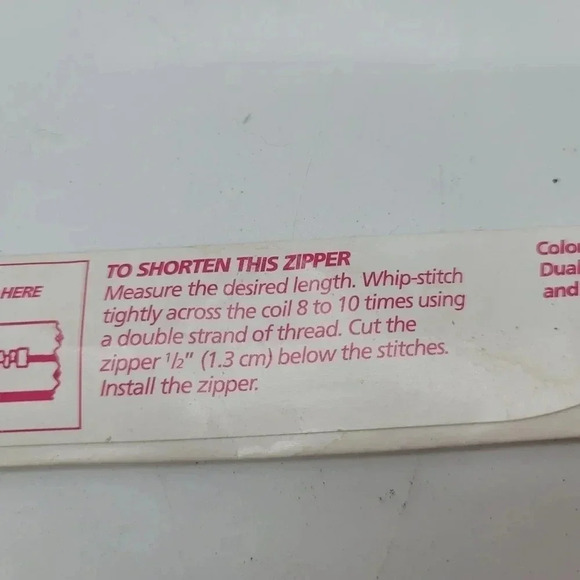 HERE
TO SHORTEN THIS ZIPPER
Measure the desired length. Whip-stitch
tightly across the coil 8 to 10 times using
a double strand of thread. Cut the
zipper 1/2" (1.3 cm) below the stitches.
Install the zipper.
Dual
and